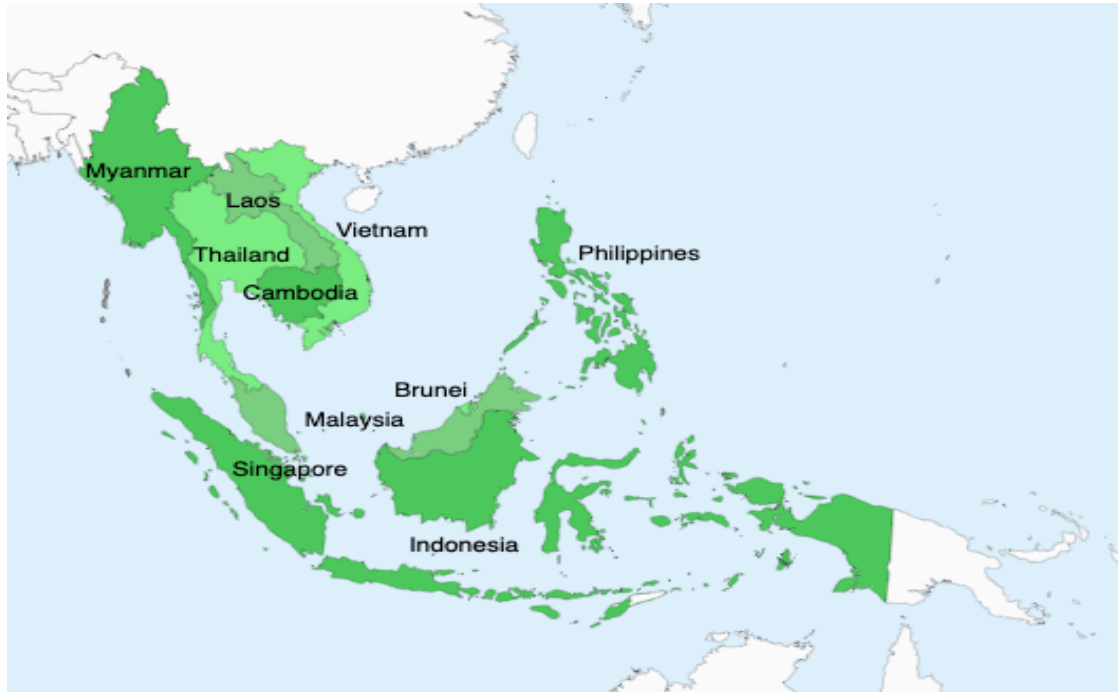 Myanmar
Laos
Vietnam
Thailand
Philippines
Cambodia
Brunei
Malaysia
Singapore
Indonesia